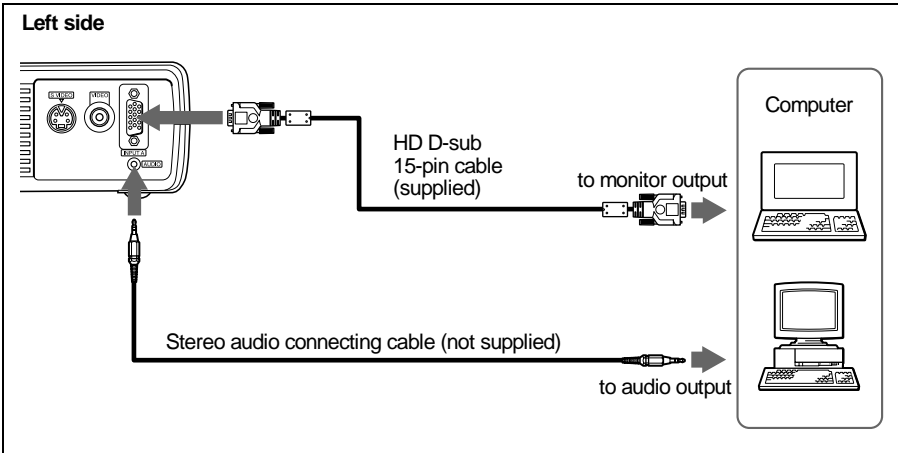 Left side
S VIDEO
VIDEO
INPUT A
AUDIO
HD D-sub
15-pin cable
(supplied)
to monitor output
Computer
Stereo audio connecting cable (not supplied)
to audio output